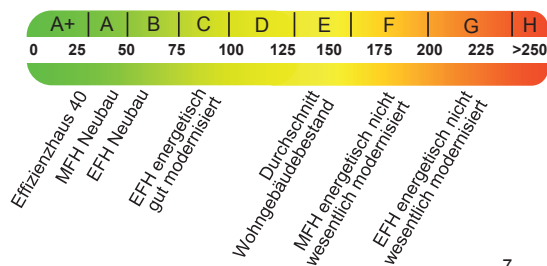 A+ A B C D E F G H
0 25 50 75 100 125 150 175 200 225 >250
Effizienzhaus 40
MFH Neubau
EFH Neubau
EFH energetisch
gut modernisiert
Durchschnitt
Wohngebäudebestand
MFH energetisch nicht
wesentlich modernisiert
EFH energetisch nicht
wesentlich modernisiert
7